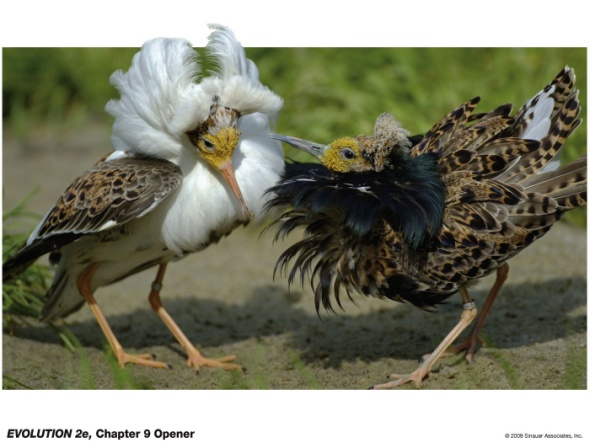 EVOLUTION 2e, Chapter 9 Opener
© 2009 Sinauer Associates, Inc.